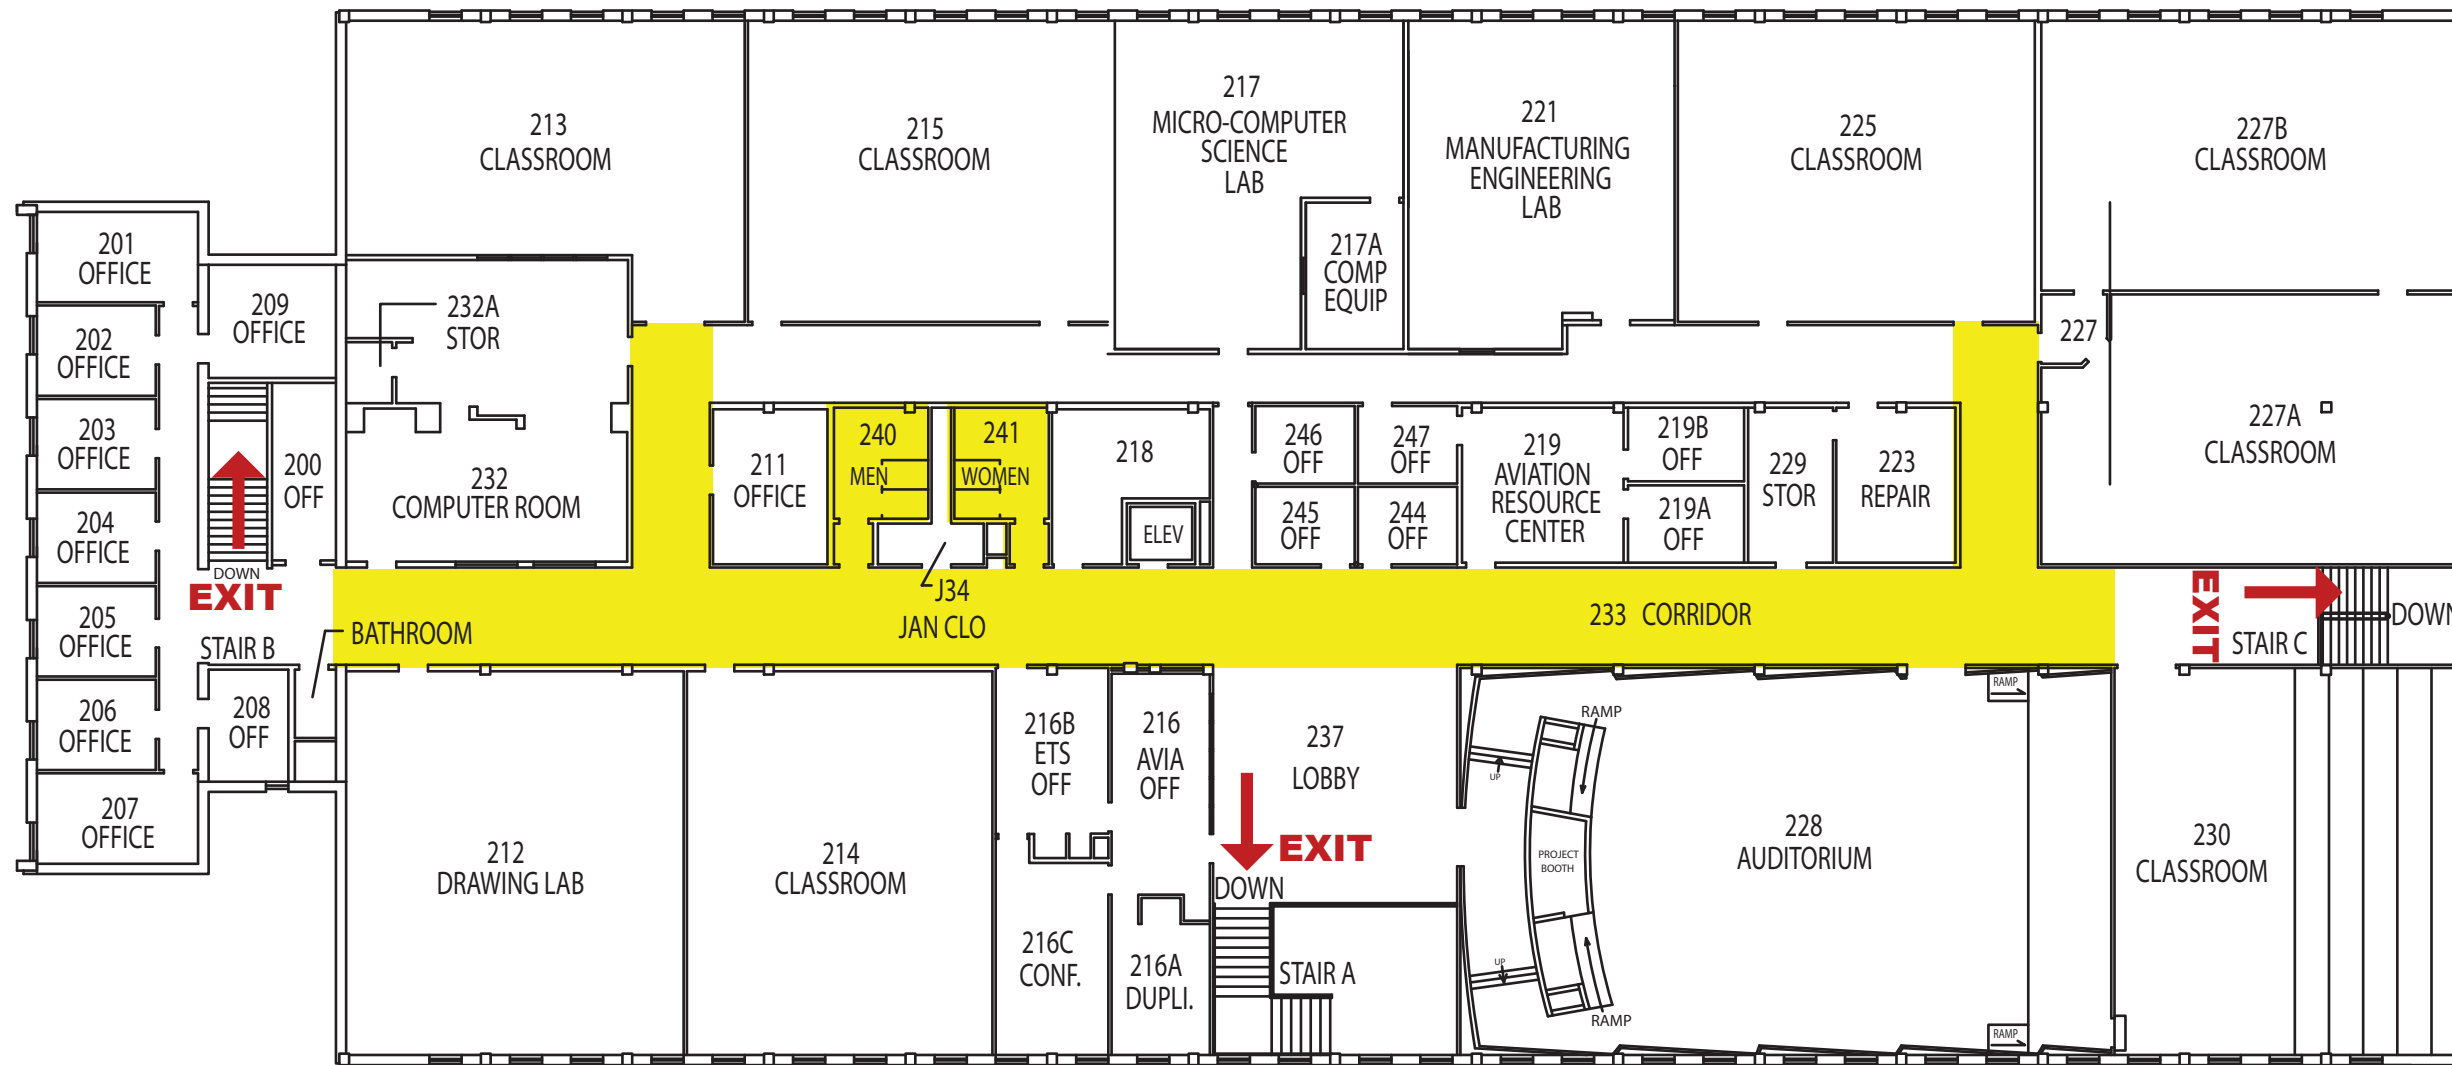 213
CLASSROOM
215
CLASSROOM
217
MICRO-COMPUTER
SCIENCE
LAB
217A
COMP
EQUIP
221
MANUFACTURING
ENGINEERING
LAB
225
CLASSROOM
227B
CLASSROOM
201
OFFICE
202
OFFICE
203
OFFICE
204
OFFICE
205
OFFICE
206
OFFICE
207
OFFICE
209
OFFICE
200
OFF
DOWN
EXIT
STAIR B
208
OFF
BATHROOM
232A
STOR
232
COMPUTER ROOM
211
OFFICE
240
MEN
241
WOMEN
J34
JAN CLO
218
ELEV
246
OFF
247
OFF
245
OFF
244
OFF
219
AVIATION
RESOURCE
CENTER
219B
OFF
219A
OFF
229
STOR
223
REPAIR
227
227A
CLASSROOM
233 CORRIDOR
EXIT
STAIR C
DOWN
212
DRAWING LAB
214
CLASSROOM
216B
ETS
OFF
216
AVIA
OFF
216C
CONF.
216A
DUPLI.
237
LOBBY
EXIT
DOWN
STAIR A
RAMP
UP
PROJECT
BOOTH
UP
RAMP
228
AUDITORIUM
RAMP
RAMP
230
CLASSROOM